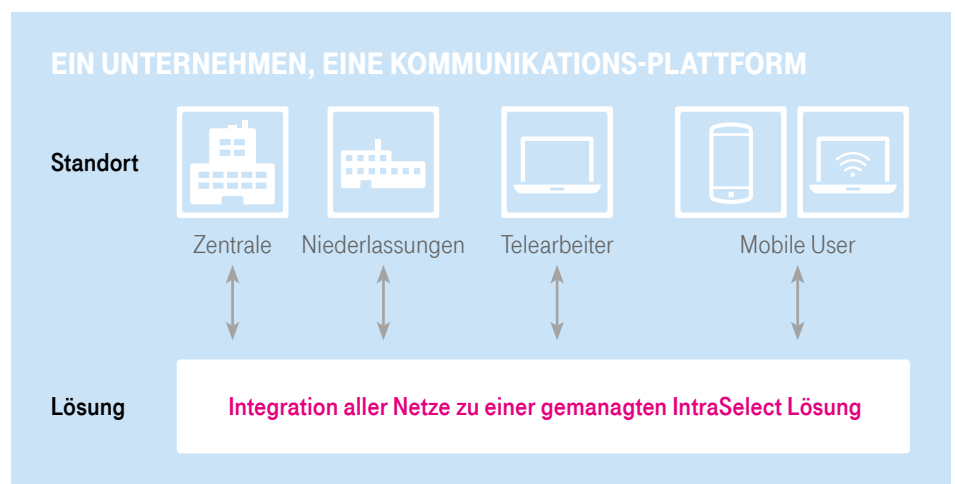 EIN UNTERNEHMEN, EINE KOMMUNIKATIONS-PLATTFORM
Standort
Zentrale
Niederlassungen
Telearbeiter
Mobile User
Lösung
Integration aller Netze zu einer gemanagten IntraSelect Lösung